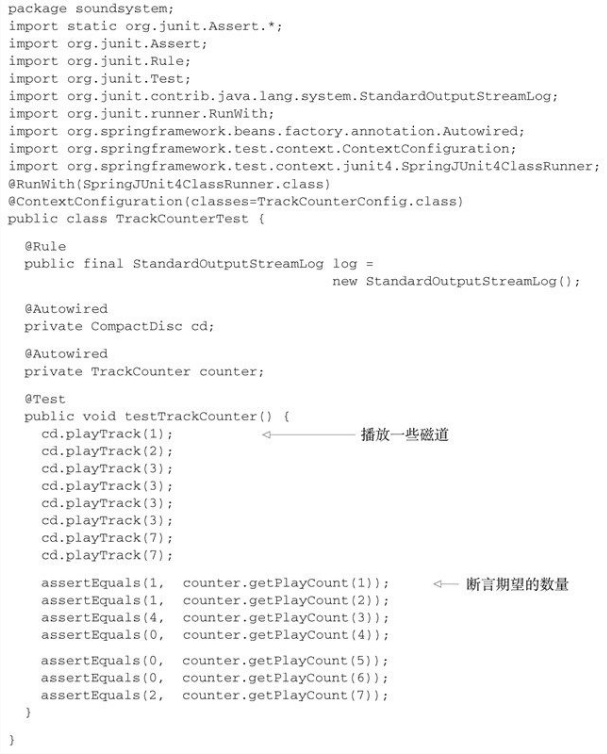 package soundsystem;
import static org.junit.Assert.*;
import org.junit.Assert;
import org.junit.Rule;
import org.junit.Test;
import org.junit.contrib.java.lang.system.StandardOutputStreamLog;
import org.junit.runner.RunWith;
import org.springframework.beans.factory.annotation.Autowired;
import org.springframework.test.context.ContextConfiguration;
import org.springframework.test.context.junit4.SpringJUnit4ClassRunner;
@RunWith(SpringJUnit4ClassRunner.class)
@ContextConfiguration(classes=TrackCounterConfig.class)
public class TrackCounterTest {
  @Rule
  public final StandardOutputStreamLog log =
                                      new StandardOutputStreamLog();
  @Autowired
  private CompactDisc cd;
  @Autowired
  private TrackCounter counter;
  @Test
  public void testTrackCounter() {
    cd.playTrack(1); 播放一些磁道
    cd.playTrack(2);
    cd.playTrack(3);
    cd.playTrack(3);
    cd.playTrack(3);
    cd.playTrack(3);
    cd.playTrack(7);
    cd.playTrack(7);
    assertEquals(1,  counter.getPlayCount(1)); 断言期望的数量
    assertEquals(1,  counter.getPlayCount(2));
    assertEquals(4,  counter.getPlayCount(3));
    assertEquals(0,  counter.getPlayCount(4));
    assertEquals(0,  counter.getPlayCount(5));
    assertEquals(0,  counter.getPlayCount(6));
    assertEquals(2,  counter.getPlayCount(7));
  }
}